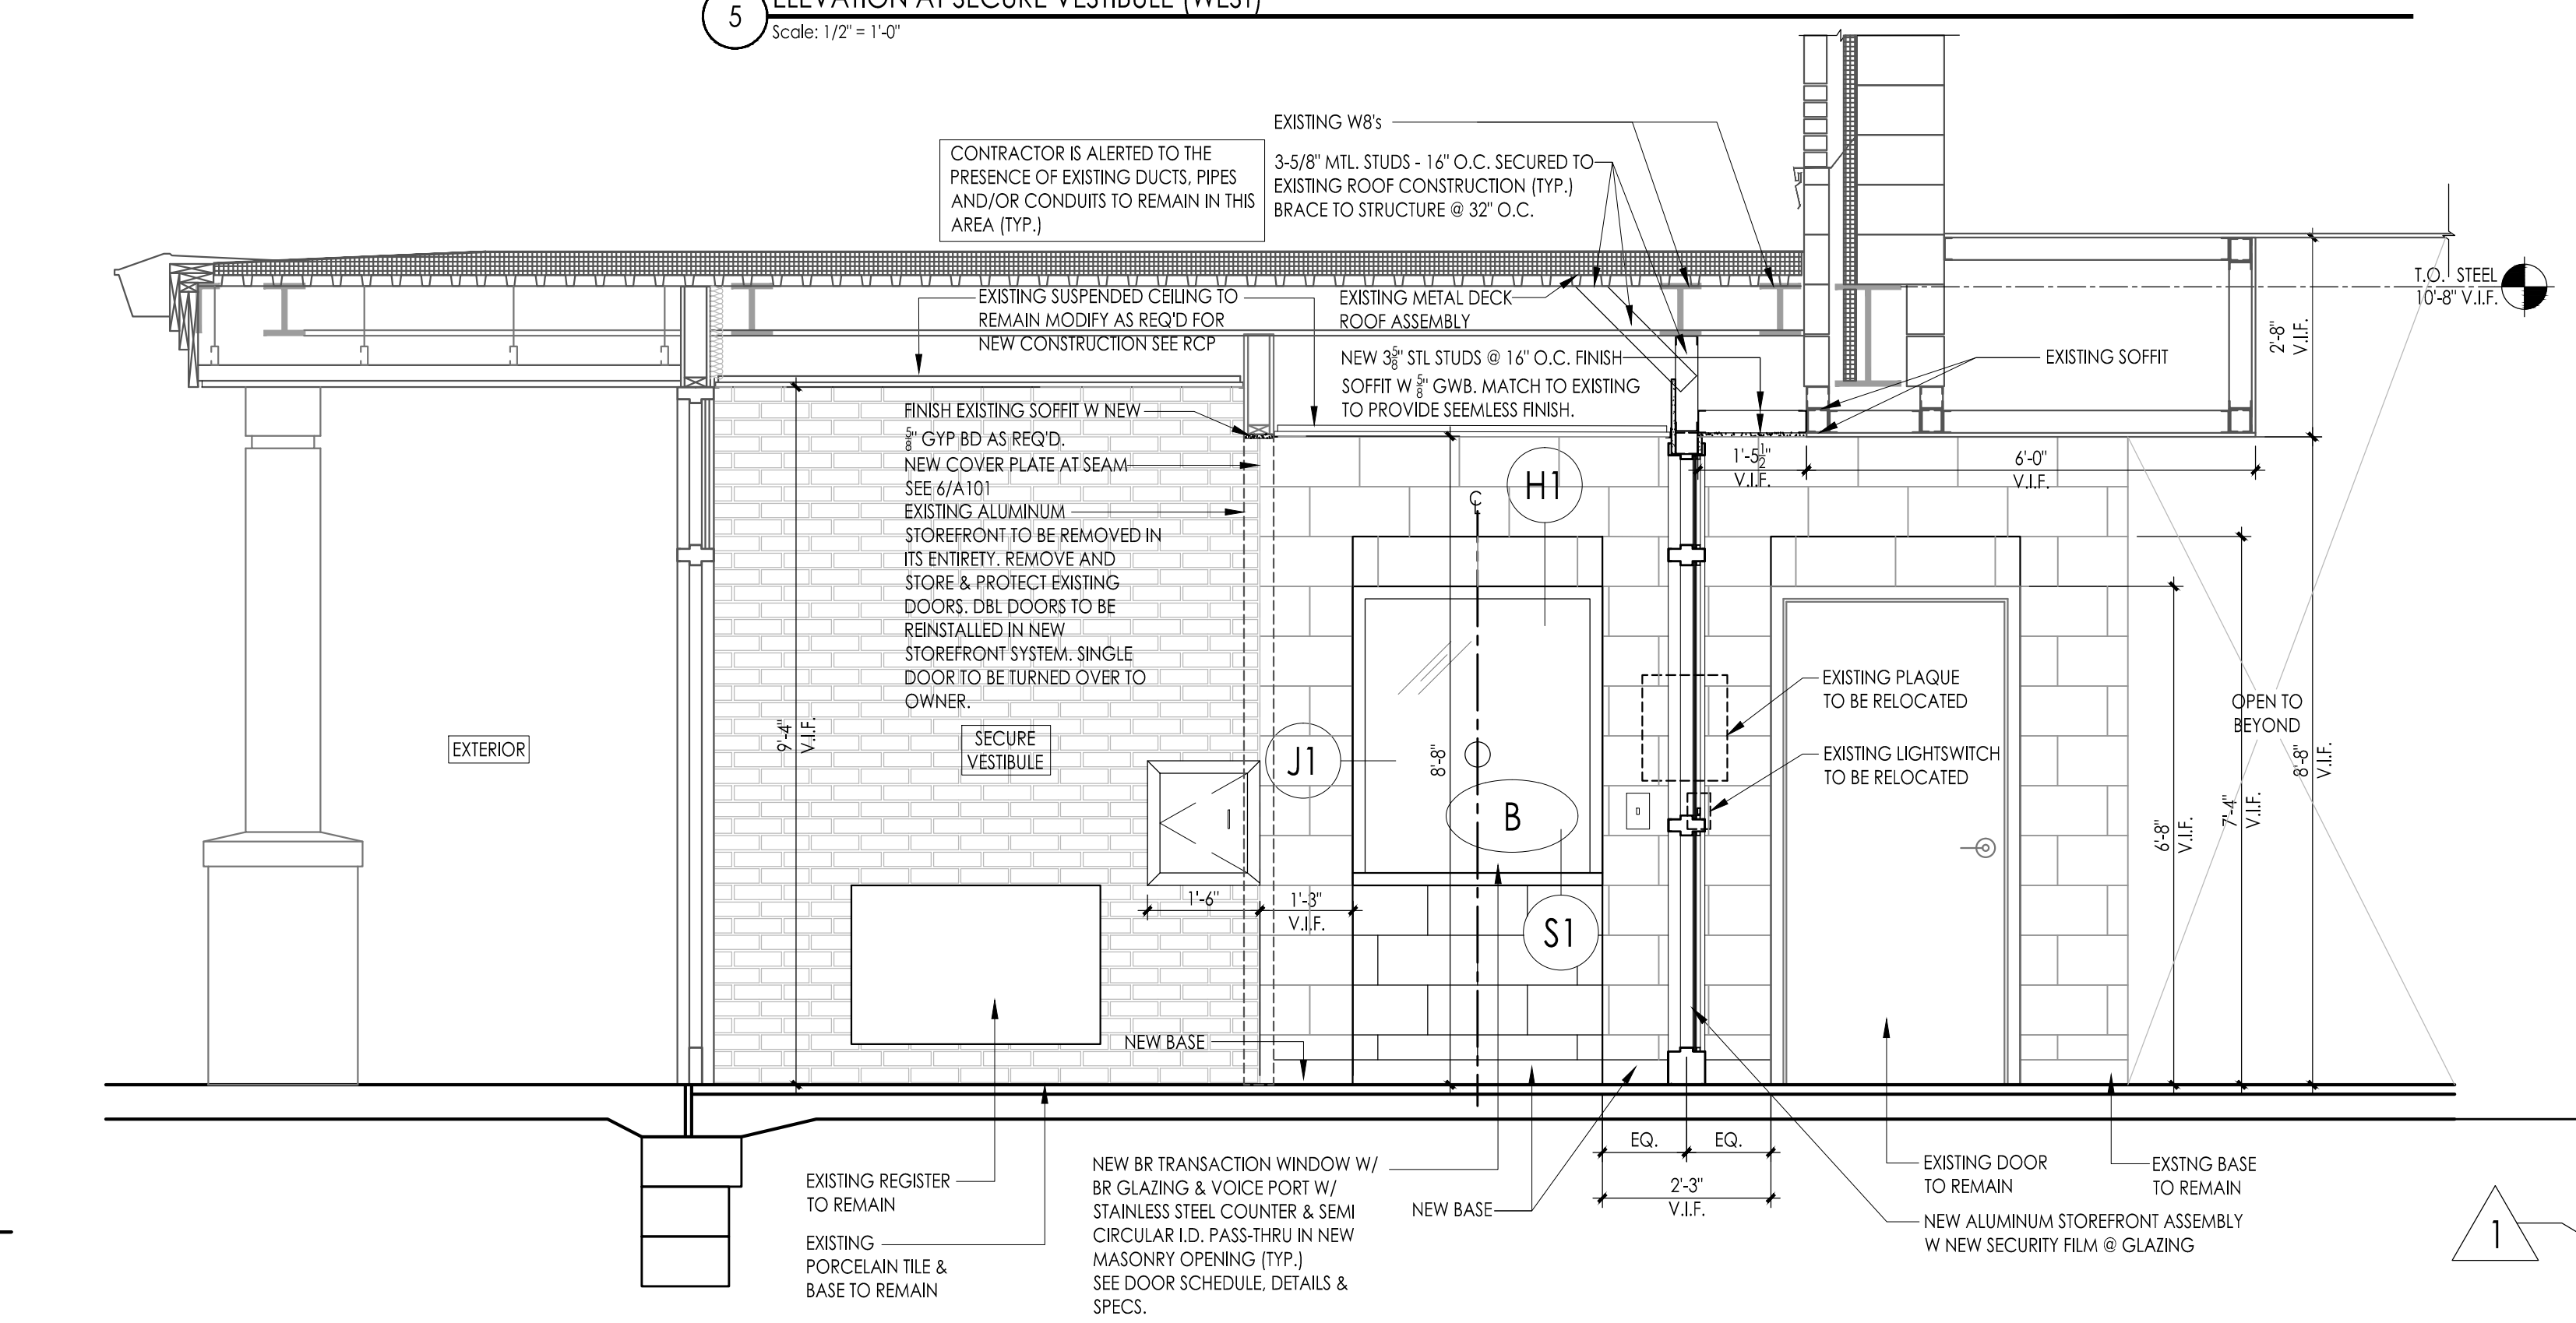 5
ELEVATION AT SECURE VESTIBULE (WEST)
Scale: 1/2" = 1'-0"
CONTRACTOR IS ALERTED TO THE
PRESENCE OF EXISTING DUCTS, PIPES
AND/OR CONDUITS TO REMAIN IN THIS
AREA (TYP.)
EXISTING W8's
3-5/8" MTL. STUDS - 16" O.C. SECURED TO
EXISTING ROOF CONSTRUCTION (TYP.)
BRACE TO STRUCTURE @ 32" O.C.
EXISTING SUSPENDED CEILING TO
REMAIN MODIFY AS REQ'D FOR
NEW CONSTRUCTION SEE RCP
EXISTING METAL DECK
ROOF ASSEMBLY
NEW 3 5/8" STL STUDS @ 16" O.C. FINISH
SOFFIT W 5/8" GWB. MATCH TO EXISTING
TO PROVIDE SEEMLESS FINISH.
T.O. STEEL
10'-8" V.I.F.
2'-8"
V.I.F.
EXISTING SOFFIT
FINISH EXISTING SOFFIT W NEW
5/8" GYP BD AS REQ'D.
NEW COVER PLATE AT SEAM
SEE 6/A101
EXISTING ALUMINUM
STOREFRONT TO BE REMOVED IN
ITS ENTIRETY. REMOVE AND
STORE & PROTECT EXISTING
DOORS. DBL DOORS TO BE
REINSTALLED IN NEW
STOREFRONT SYSTEM. SINGLE
DOOR TO BE TURNED OVER TO
OWNER.
1'-5 1/2"
V.I.F.
6'-0"
V.I.F.
H1
℄
EXISTING PLAQUE
TO BE RELOCATED
EXISTING LIGHTSWITCH
TO BE RELOCATED
OPEN TO
BEYOND
EXTERIOR
9'-4"
V.I.F.
SECURE
VESTIBULE
J1
8'-8"
B
S1
6'-8"
V.I.F.
7'-4"
V.I.F.
8'-8"
V.I.F.
1'-6"
1'-3"
V.I.F.
NEW BASE
EQ.
EQ.
2'-3"
V.I.F.
EXISTING REGISTER
TO REMAIN
EXISTING
PORCELAIN TILE &
BASE TO REMAIN
NEW BR TRANSACTION WINDOW W/
BR GLAZING & VOICE PORT W/
STAINLESS STEEL COUNTER & SEMI
CIRCULAR I.D. PASS-THRU IN NEW
MASONRY OPENING (TYP.)
SEE DOOR SCHEDULE, DETAILS &
SPECS.
NEW BASE
EXISTING DOOR
TO REMAIN
EXSTNG BASE
TO REMAIN
NEW ALUMINUM STOREFRONT ASSEMBLY
W NEW SECURITY FILM @ GLAZING
1